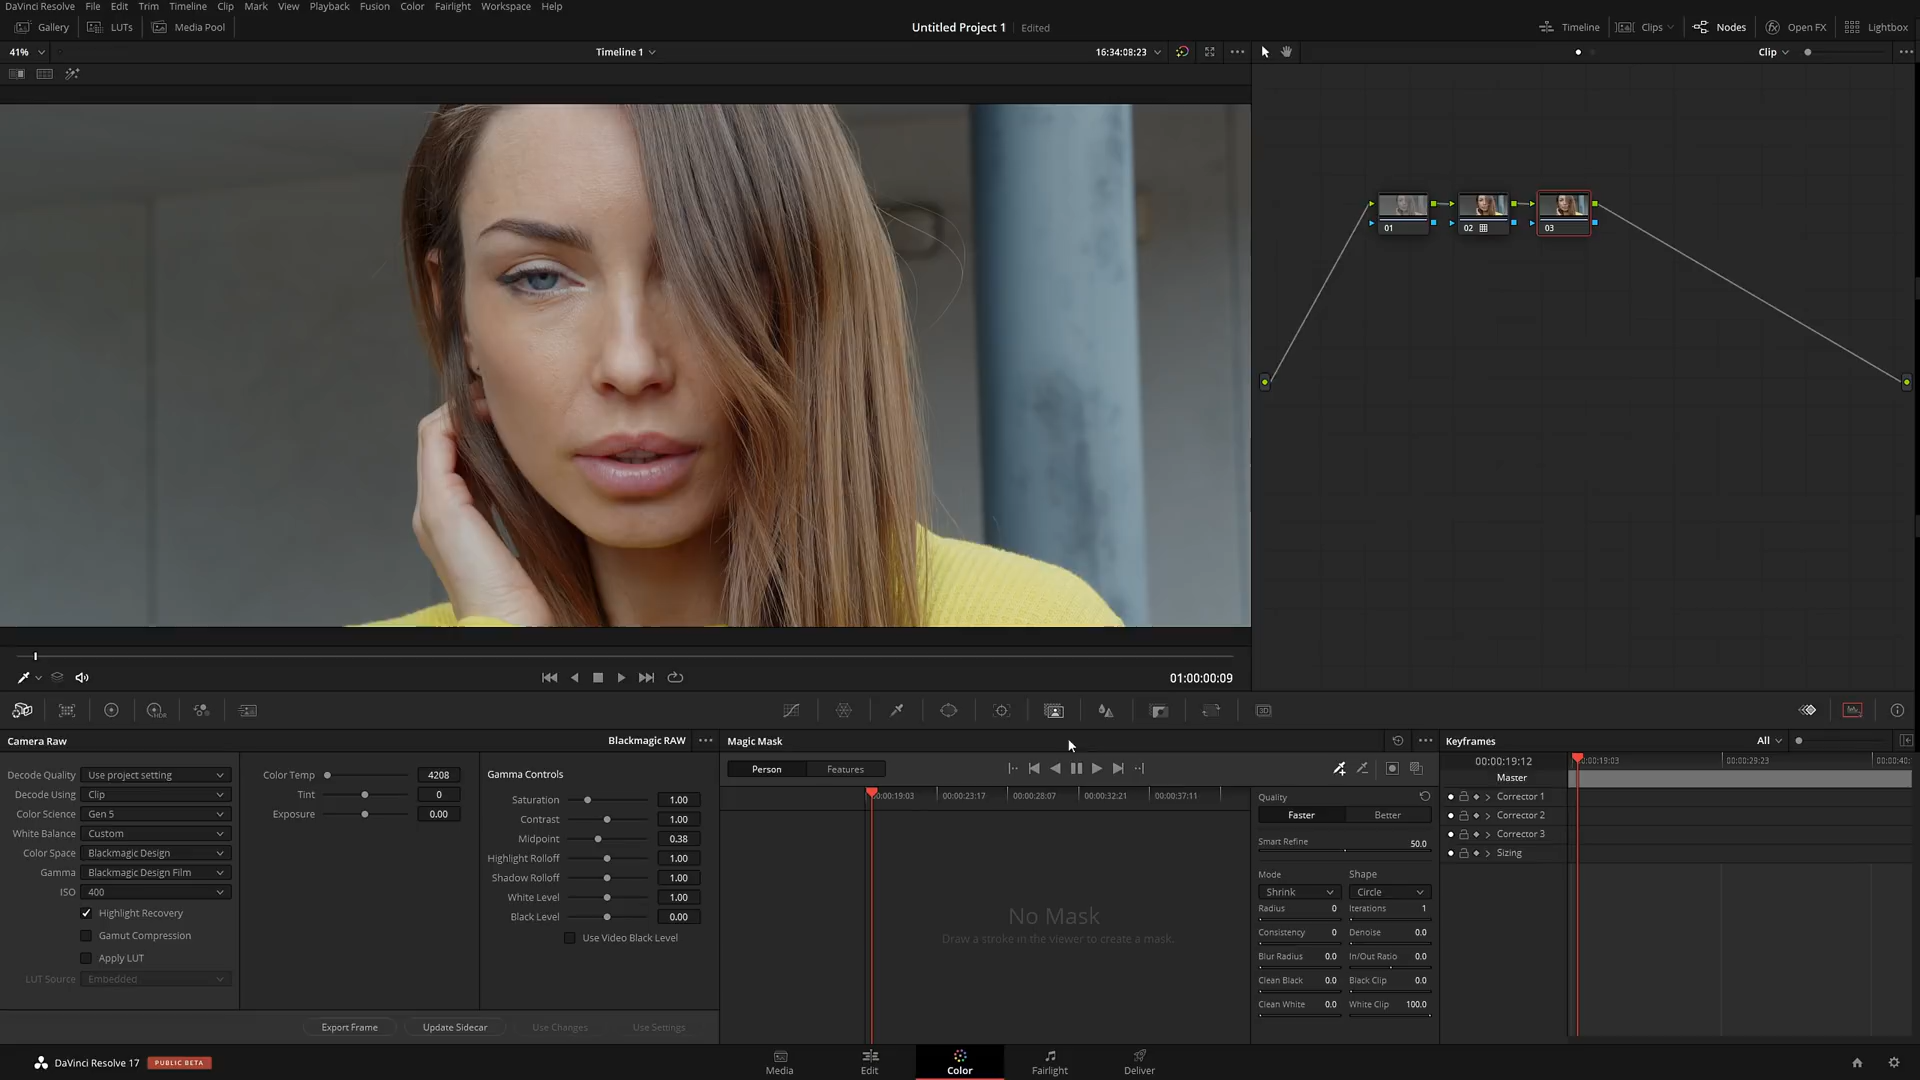 DaVinci Resolve File Edit Trim Timeline Clip Mark View Playback Fusion Color Fairlight Workspace Help
Gallery LUTs Media Pool Untitled Project 1 Edited Timeline Clips Nodes Open FX Lightbox
41% Timeline 1 16:34:08:23 Clip
01 02 03
01:00:00:09
Camera Raw Blackmagic RAW
Decode Quality Use project setting
Decode Using Clip
Color Science Gen 5
White Balance Custom
Color Space Blackmagic Design
Gamma Blackmagic Design Film
ISO 400
Highlight Recovery
Gamut Compression
Apply LUT
LUT Source Embedded
Color Temp 4208
Tint 0
Exposure 0.00
Gamma Controls
Saturation 1.00
Contrast 1.00
Midpoint 0.38
Highlight Rolloff 1.00
Shadow Rolloff 1.00
White Level 1.00
Black Level 0.00
Use Video Black Level
Export Frame Update Sidecar Use Changes Use Settings
Magic Mask
Person Features
00:00:19:03 00:00:23:17 00:00:28:07 00:00:32:21 00:00:37:11
No Mask
Draw a stroke in the viewer to create a mask.
Quality
Faster Better
Smart Refine 50.0
Mode Shape
Shrink Circle
Radius 0 Iterations 1
Consistency 0 Denoise 0.0
Blur Radius 0.0 In/Out Ratio 0.0
Clean Black 0.0 Black Clip 0.0
Clean White 0.0 White Clip 100.0
Keyframes All
00:00:19:12 00:00:19:03 00:00:29:23 00:00:40:
Master
Corrector 1
Corrector 2
Corrector 3
Sizing
DaVinci Resolve 17 PUBLIC BETA
Media Edit Color Fairlight Deliver